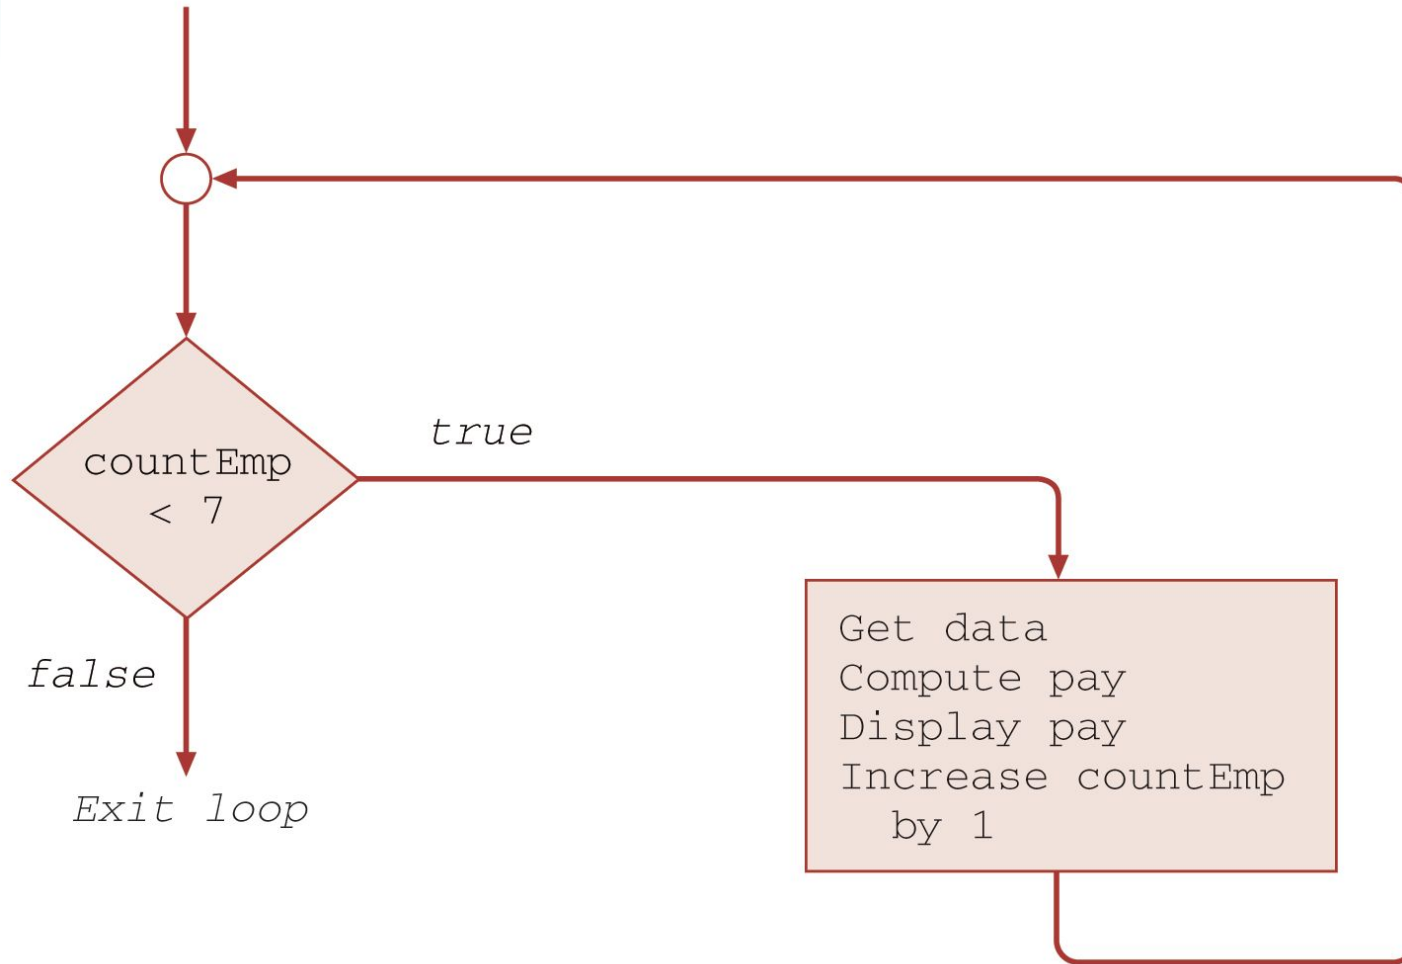 true
countEmp
< 7
false
Exit loop
Get data
Compute pay
Display pay
Increase countEmp
by 1